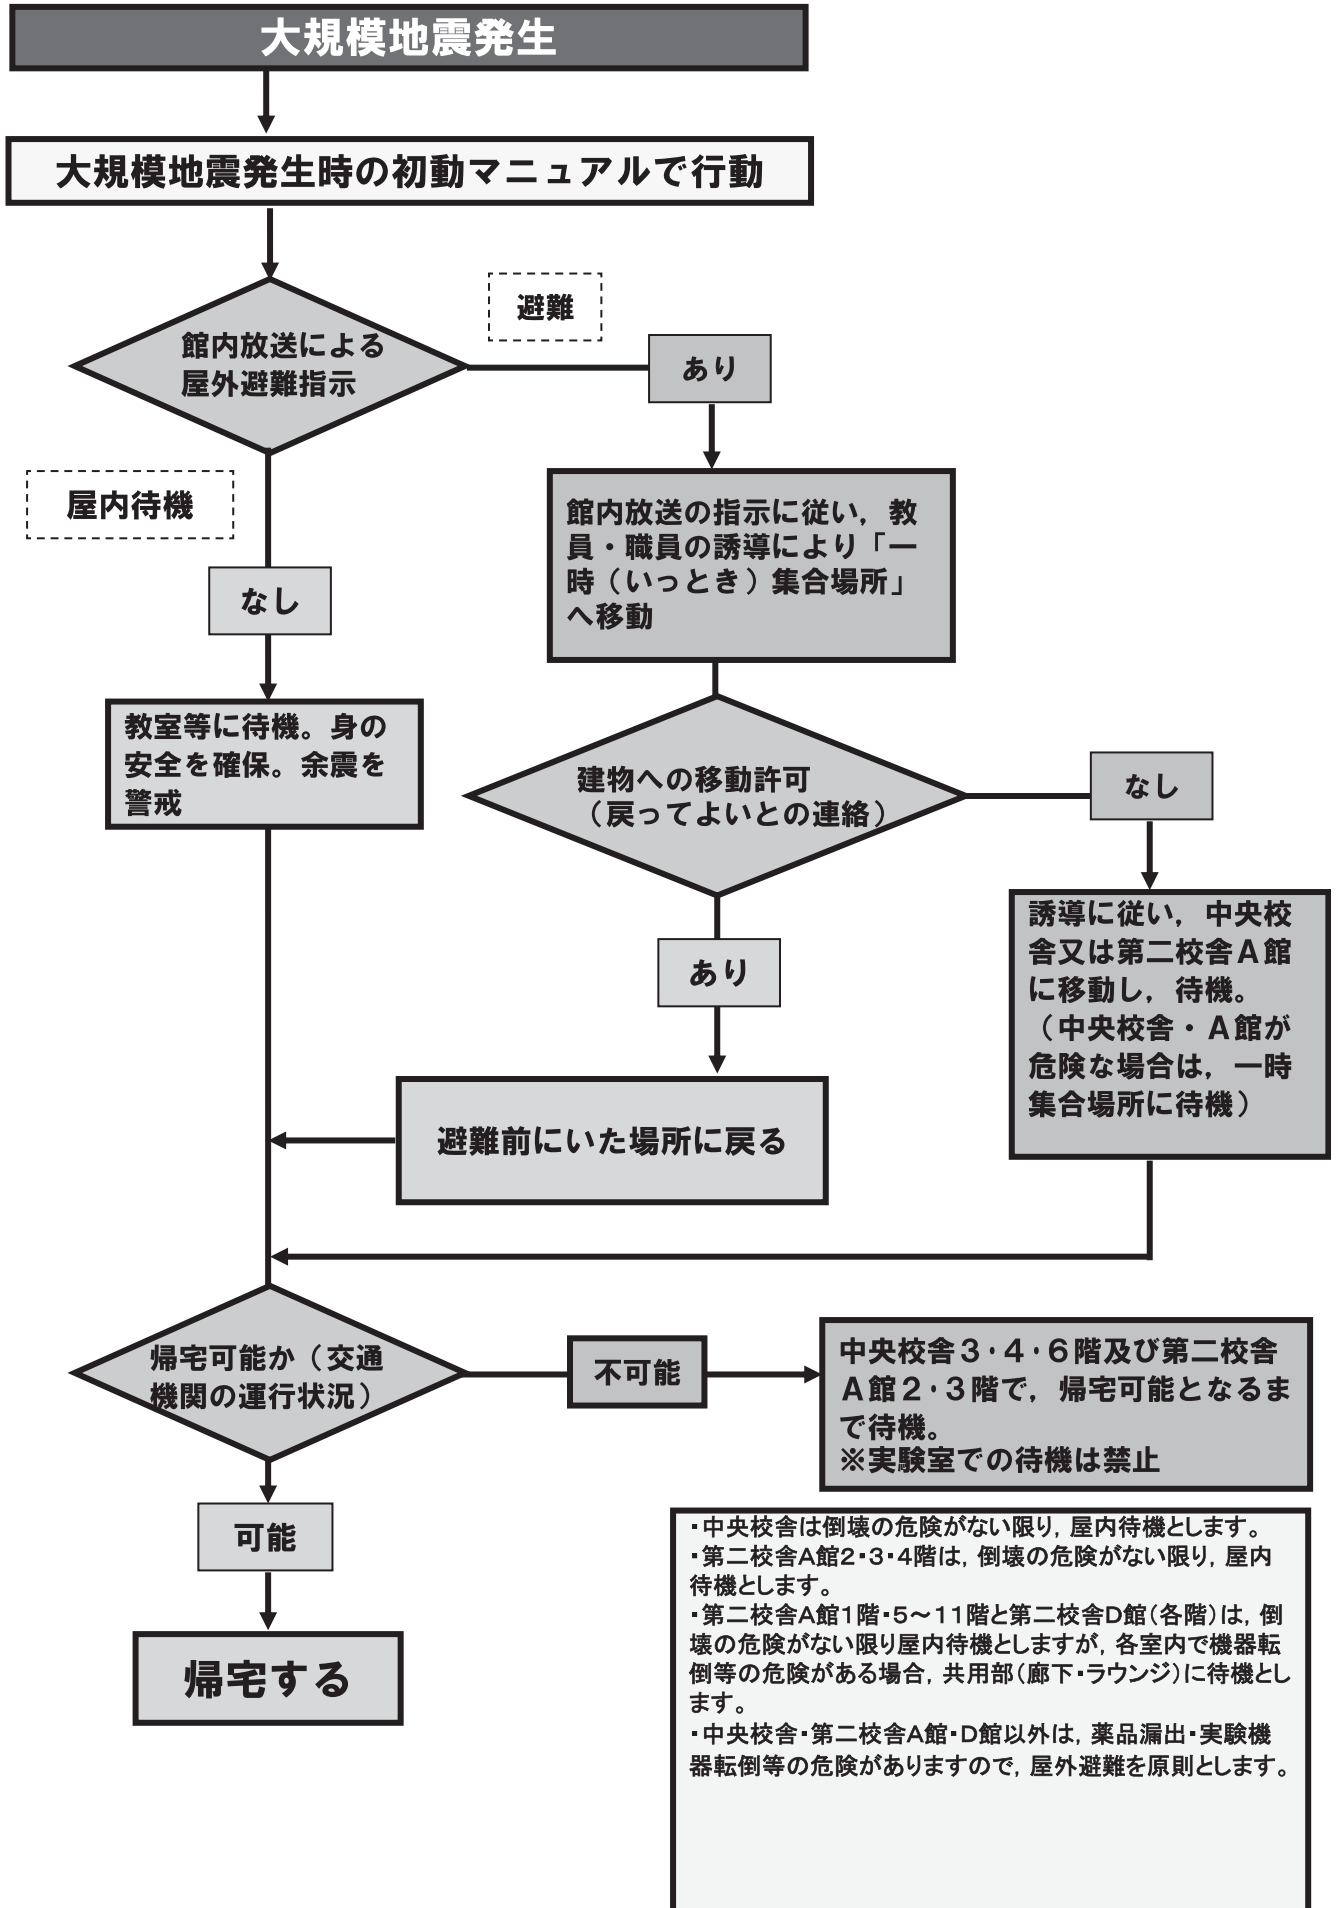 大規模地震発生
大規模地震発生時の初動マニュアルで行動
避難
館内放送による
屋外避難指示
あり
屋内待機
館内放送の指示に従い，教
員・職員の誘導により「一
時（いっとき）集合場所」
へ移動
なし
教室等に待機。身の
安全を確保。余震を
警戒
建物への移動許可
（戻ってよいとの連絡）
なし
あり
誘導に従い，中央校
舎又は第二校舎Ａ館
に移動し，待機。
（中央校舎・Ａ館が
危険な場合は，一時
集合場所に待機）
避難前にいた場所に戻る
帰宅可能か（交通
機関の運行状況）
不可能
中央校舎３・４・６階及び第二校舎
Ａ館２・３階で，帰宅可能となるま
で待機。
※実験室での待機は禁止
可能
帰宅する
・中央校舎は倒壊の危険がない限り，屋内待機とします。
・第二校舎A館2・3・4階は，倒壊の危険がない限り，屋内
待機とします。
・第二校舎A館1階・5～11階と第二校舎D館（各階）は，倒
壊の危険がない限り屋内待機としますが，各室内で機器転
倒等の危険がある場合，共用部（廊下・ラウンジ）に待機とし
ます。
・中央校舎・第二校舎A館・D館以外は，薬品漏出・実験機
器転倒等の危険がありますので，屋外避難を原則とします。